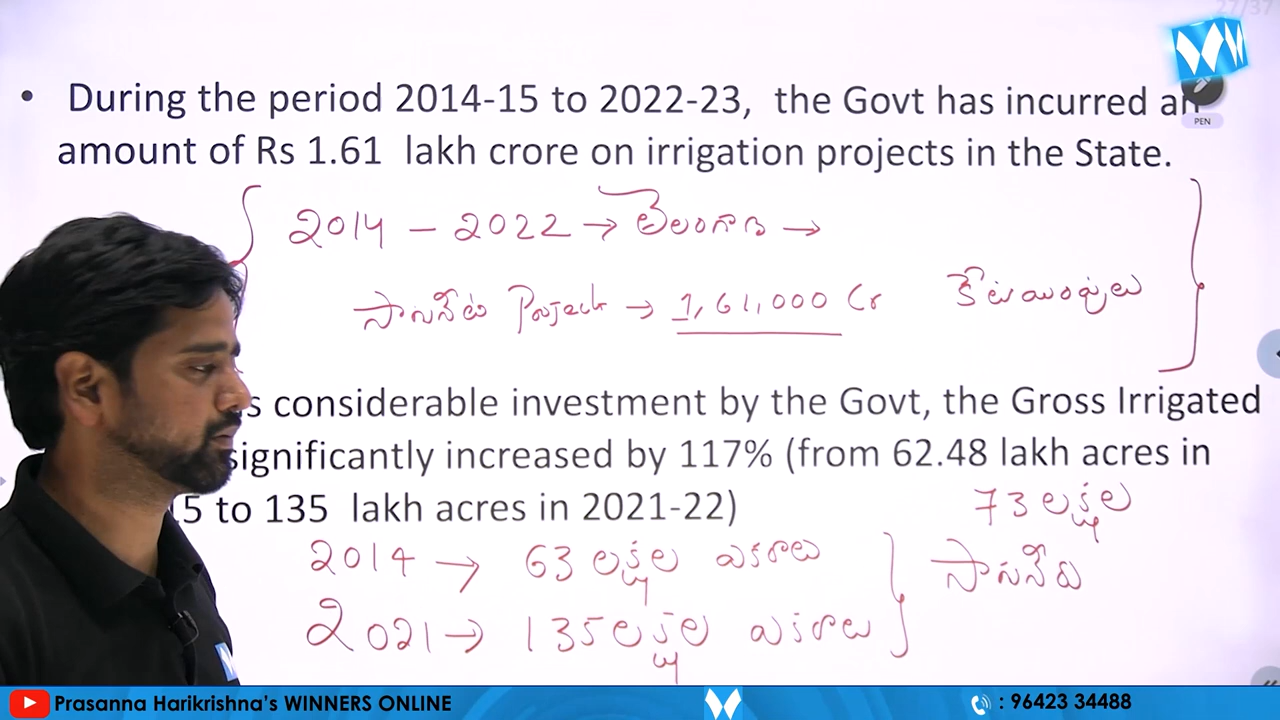 27/37
PEN
• During the period 2014-15 to 2022-23, the Govt has incurred an
amount of Rs 1.61 lakh crore on irrigation projects in the State.
2014 - 2022 → తెలంగాణ →
సాగునీటి Project → 1,61,000 Cr కేటాయింపులు
s considerable investment by the Govt, the Gross Irrigated
significantly increased by 117% (from 62.48 lakh acres in
15 to 135 lakh acres in 2021-22)
73 లక్షల
2014 → 63 లక్షల ఎకరాలు
సాగునీరు
2021 → 135 లక్షల ఎకరాలు
Prasanna Harikrishna's WINNERS ONLINE
: 96423 34488